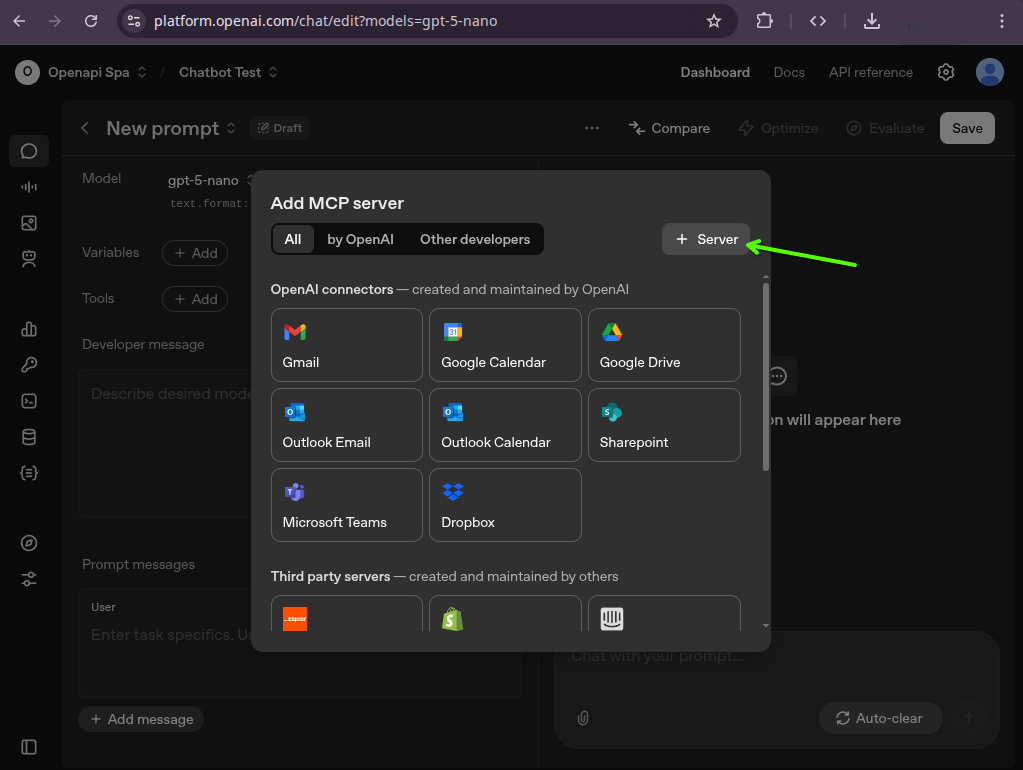 platform.openai.com/chat/edit?models=gpt-5-nano
O Openapi Spa / Chatbot Test Dashboard Docs API reference
New prompt Draft ... Compare Optimize Evaluate Save
Model gpt-5-nano
text.format:
Variables + Add
Tools + Add
Developer message
Describe desired mode
Add MCP server
All by OpenAI Other developers + Server
OpenAI connectors — created and maintained by OpenAI
Gmail
31
Google Calendar
Google Drive
Outlook Email
Outlook Calendar
S
Sharepoint
T
Microsoft Teams
Dropbox
Third party servers — created and maintained by others
zapier
on will appear here
Prompt messages
User
Enter task specifics. Us
+ Add message
Chat with your prompt...
Auto-clear